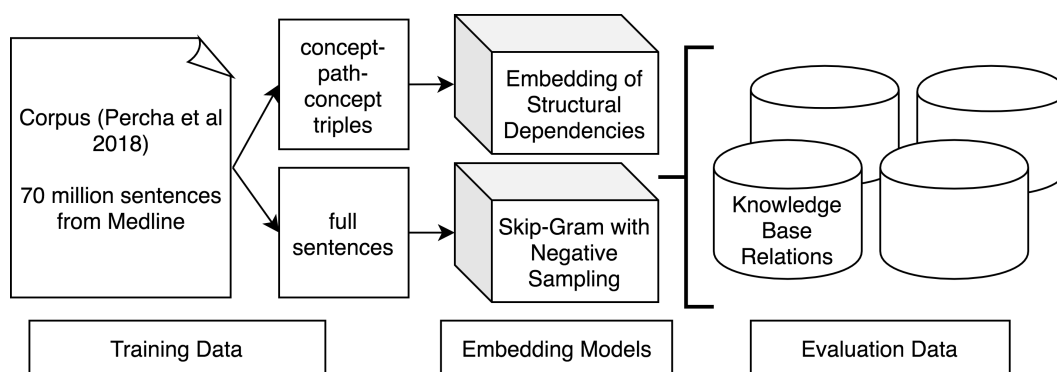 Corpus (Percha et al
2018)
70 million sentences
from Medline
concept-
path-
concept
triples
full
sentences
Embedding of
Structural
Dependencies
Skip-Gram with
Negative
Sampling
Knowledge
Base
Relations
Training Data
Embedding Models
Evaluation Data